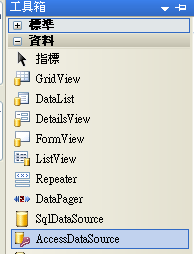 工具箱
標準
資料
指標
GridView
DataList
DetailsView
FormView
ListView
Repeater
DataPager
SqlDataSource
AccessDataSource